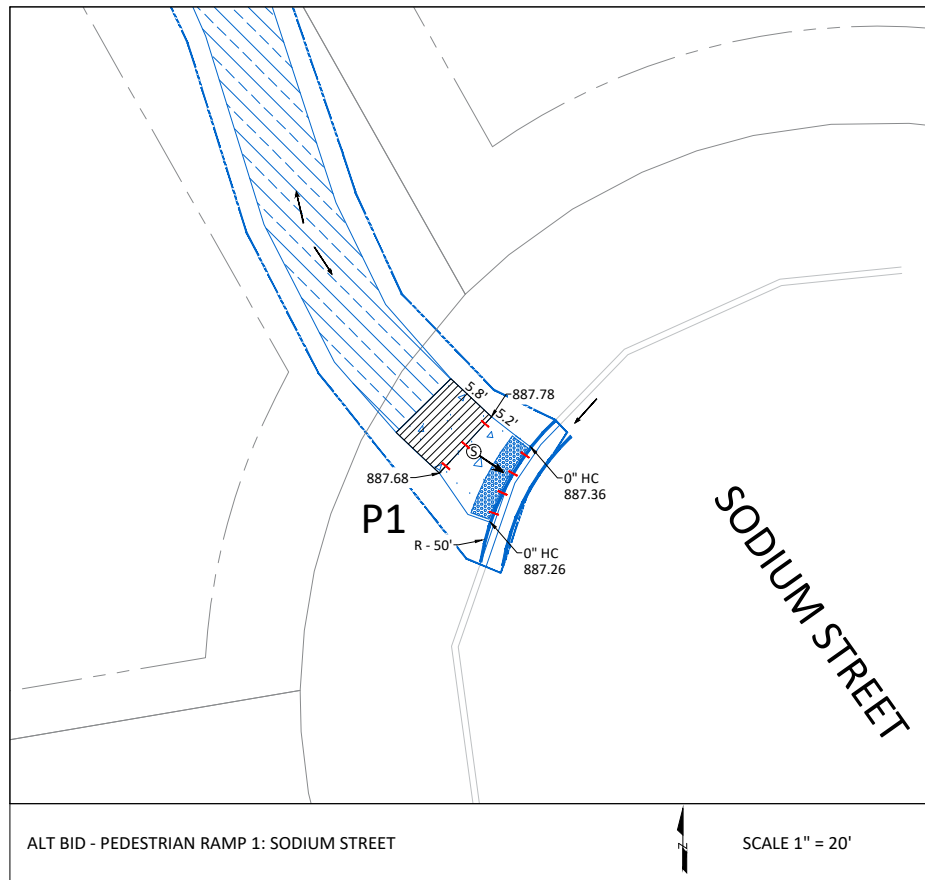 5.8'
887.78
5.2'
S
887.68
0" HC
887.36
P1
R - 50'
0" HC
887.26
SODIUM STREET
ALT BID - PEDESTRIAN RAMP 1: SODIUM STREET
N
SCALE 1" = 20'